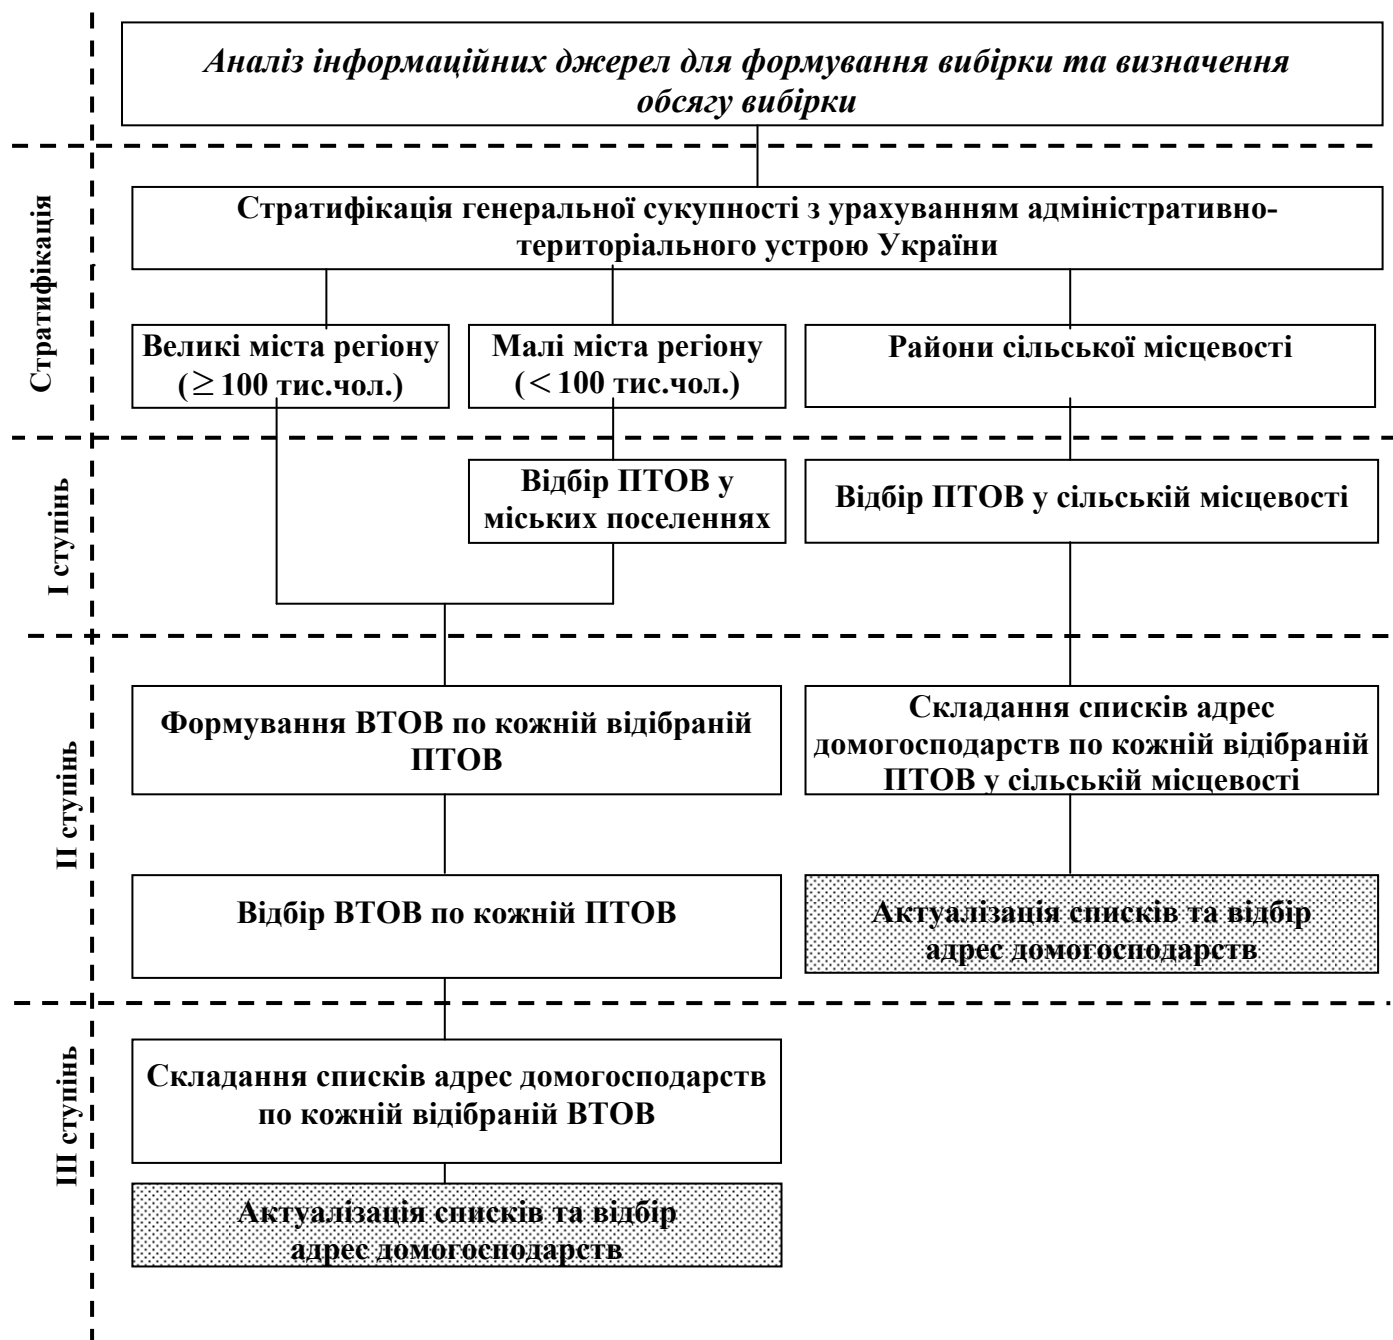 Аналіз інформаційних джерел для формування вибірки та визначення
обсягу вибірки
Стратифікація
Стратифікація генеральної сукупності з урахуванням адміністративно-
територіального устрою України
Великі міста регіону
(≥ 100 тис.чол.)
Малі міста регіону
(< 100 тис.чол.)
Райони сільської місцевості
І ступінь
Відбір ПТОВ у
міських поселеннях
Відбір ПТОВ у сільській місцевості
ІІ ступінь
Формування ВТОВ по кожній відібраній
ПТОВ
Складання списків адрес
домогосподарств по кожній відібраній
ПТОВ у сільській місцевості
Відбір ВТОВ по кожній ПТОВ
Актуалізація списків та відбір
адрес домогосподарств
ІІІ ступінь
Складання списків адрес домогосподарств
по кожній відібраній ВТОВ
Актуалізація списків та відбір
адрес домогосподарств